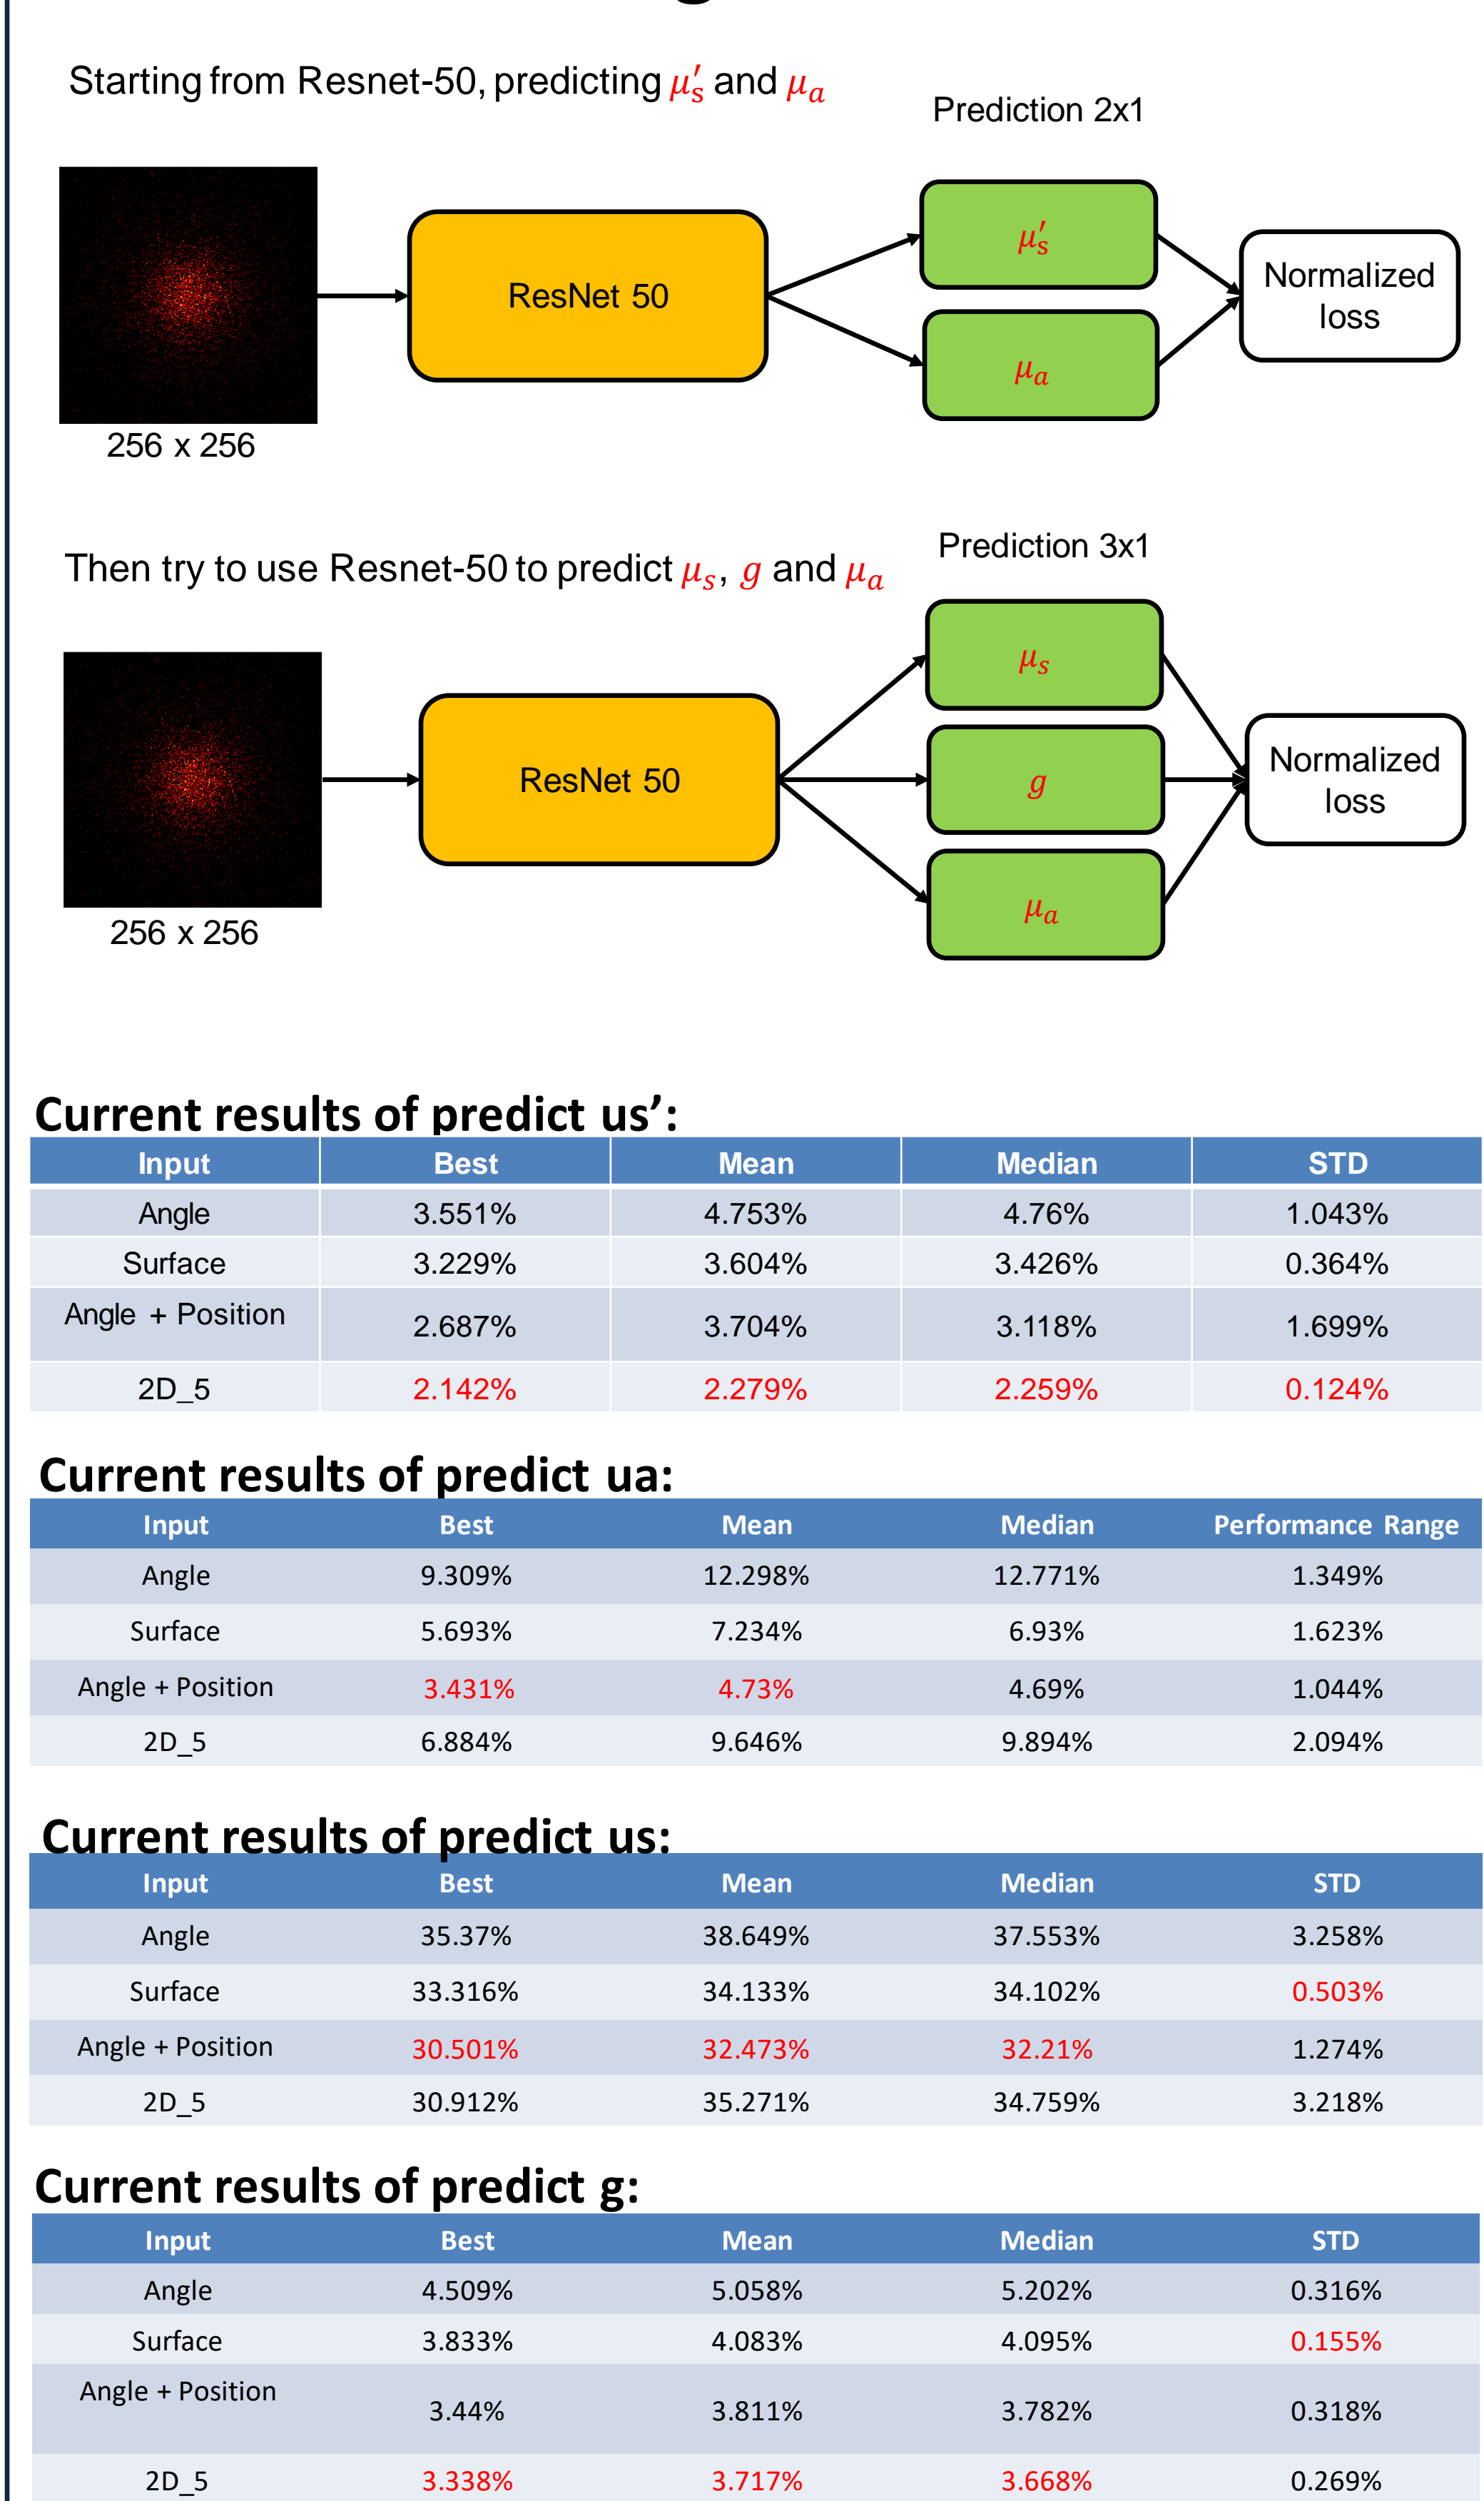 Starting from Resnet-50, predicting μ′s and μa
Prediction 2x1
ResNet 50
μ′s
μa
Normalized
loss
256 x 256
Then try to use Resnet-50 to predict μs, g and μa
Prediction 3x1
ResNet 50
μs
g
μa
Normalized
loss
256 x 256
Current results of predict us’:
Input Best Mean Median STD
Angle 3.551% 4.753% 4.76% 1.043%
Surface 3.229% 3.604% 3.426% 0.364%
Angle + Position 2.687% 3.704% 3.118% 1.699%
2D_5 2.142% 2.279% 2.259% 0.124%
Current results of predict ua:
Input Best Mean Median Performance Range
Angle 9.309% 12.298% 12.771% 1.349%
Surface 5.693% 7.234% 6.93% 1.623%
Angle + Position 3.431% 4.73% 4.69% 1.044%
2D_5 6.884% 9.646% 9.894% 2.094%
Current results of predict us:
Input Best Mean Median STD
Angle 35.37% 38.649% 37.553% 3.258%
Surface 33.316% 34.133% 34.102% 0.503%
Angle + Position 30.501% 32.473% 32.21% 1.274%
2D_5 30.912% 35.271% 34.759% 3.218%
Current results of predict g:
Input Best Mean Median STD
Angle 4.509% 5.058% 5.202% 0.316%
Surface 3.833% 4.083% 4.095% 0.155%
Angle + Position 3.44% 3.811% 3.782% 0.318%
2D_5 3.338% 3.717% 3.668% 0.269%